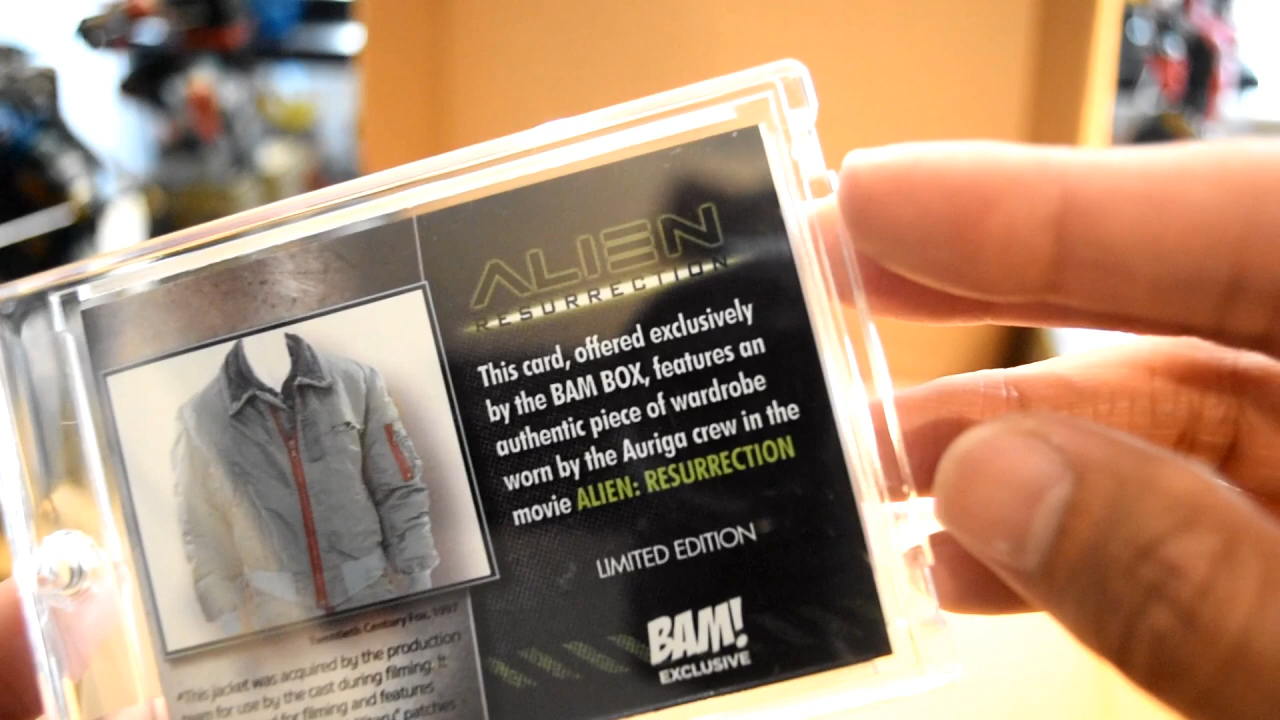 ALIEN
RESURRECTION
This card, offered exclusively
by the BAM BOX, features an
authentic piece of wardrobe
worn by the Auriga crew in the
movie ALIEN: RESURRECTION
LIMITED EDITION
BAM!
EXCLUSIVE
Twentieth Century Fox, 1997
*This jacket was acquired by the production
team for use by the cast during filming. It
for filming and features
patches